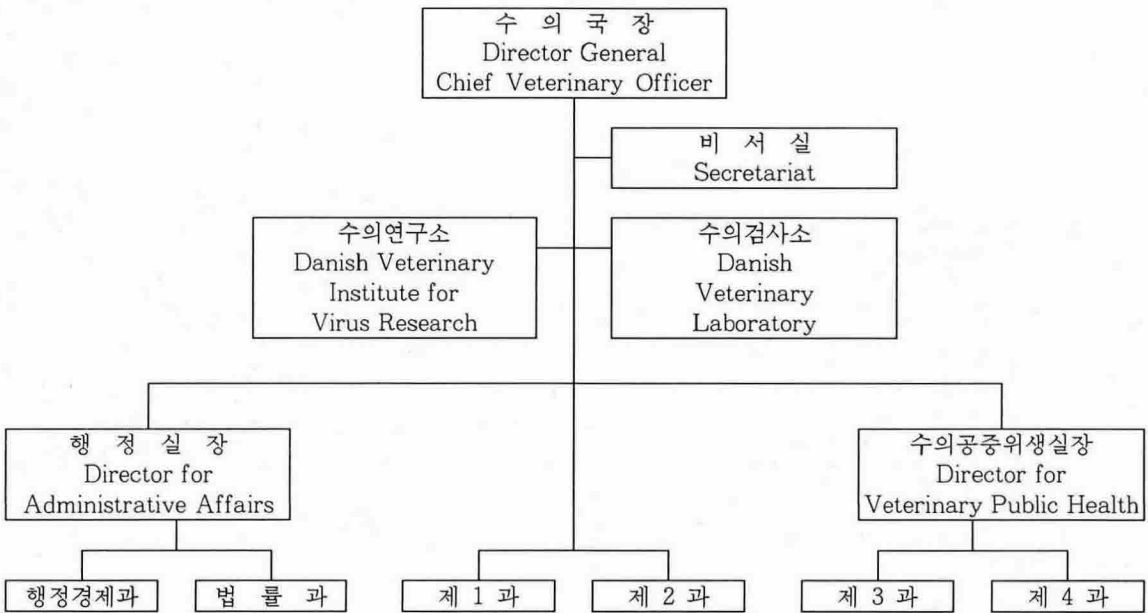 수 의 국 장
Director General
Chief Veterinary Officer
비 서 실
Secretariat
수의연구소
Danish Veterinary
Institute for
Virus Research
수의검사소
Danish
Veterinary
Laboratory
행 정 실 장
Director for
Administrative Affairs
수의공중위생실장
Director for
Veterinary Public Health
행정경제과
법 률 과
제 1 과
제 2 과
제 3 과
제 4 과